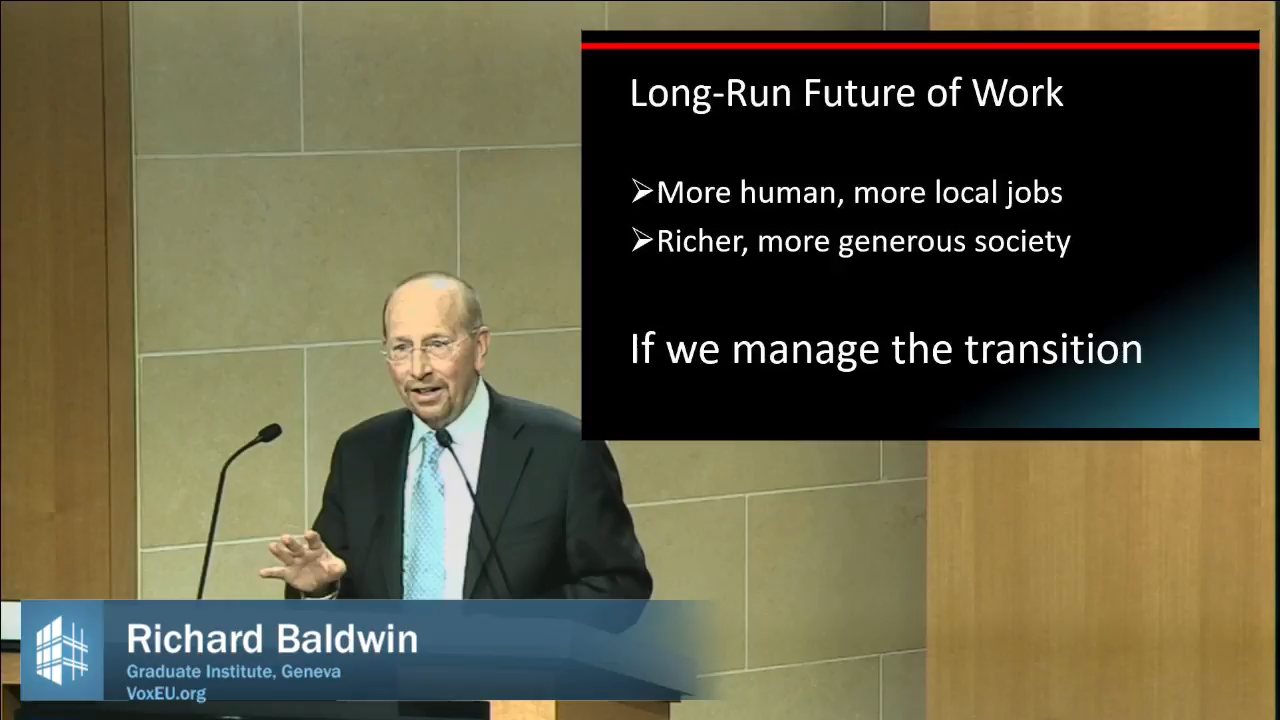 Long-Run Future of Work
➢More human, more local jobs
➢Richer, more generous society
If we manage the transition
Richard Baldwin
Graduate Institute, Geneva
VoxEU.org